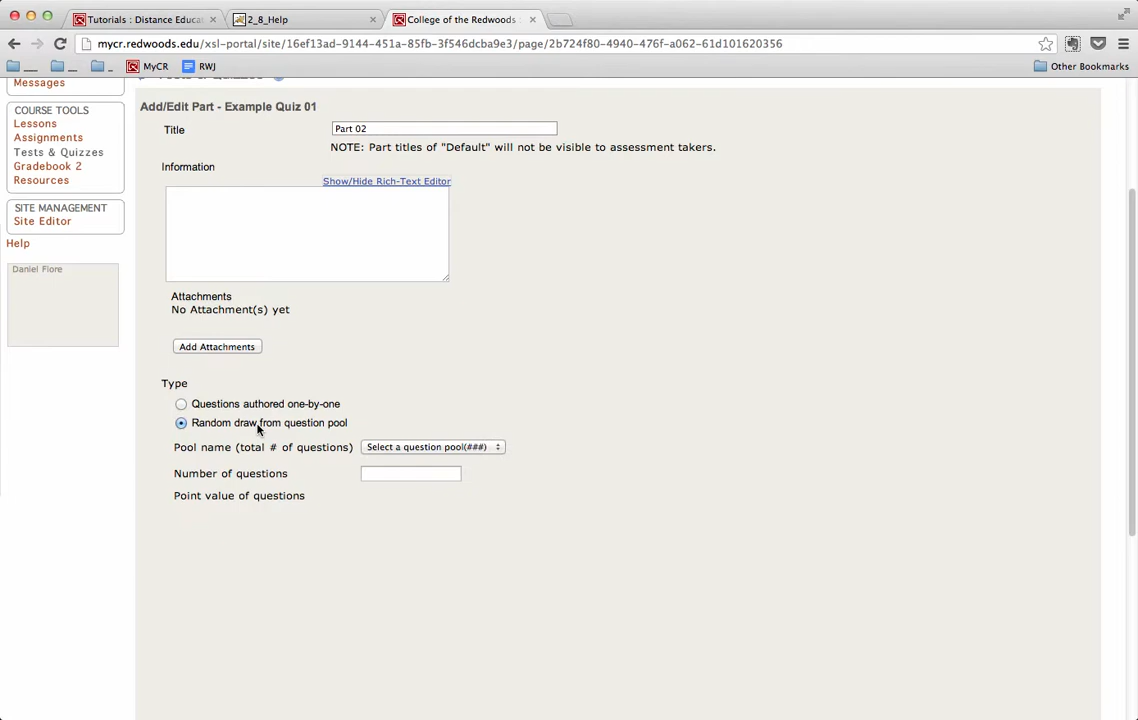 Tutorials : Distance Educat
2_8_Help
College of the Redwoods :
mycr.redwoods.edu/xsl-portal/site/16ef13ad-9144-451a-85fb-3f546dcba9e3/page/2b724f80-4940-476f-a062-61d101620356
MyCR
RWJ
Other Bookmarks
Messages
COURSE TOOLS
Lessons
Assignments
Tests & Quizzes
Gradebook 2
Resources
SITE MANAGEMENT
Site Editor
Help
Daniel Fiore
Add/Edit Part - Example Quiz 01
Title
Part 02
NOTE: Part titles of "Default" will not be visible to assessment takers.
Information
Show/Hide Rich-Text Editor
Attachments
No Attachment(s) yet
Add Attachments
Type
Questions authored one-by-one
Random draw from question pool
Pool name (total # of questions)
Select a question pool(###)
Number of questions
Point value of questions